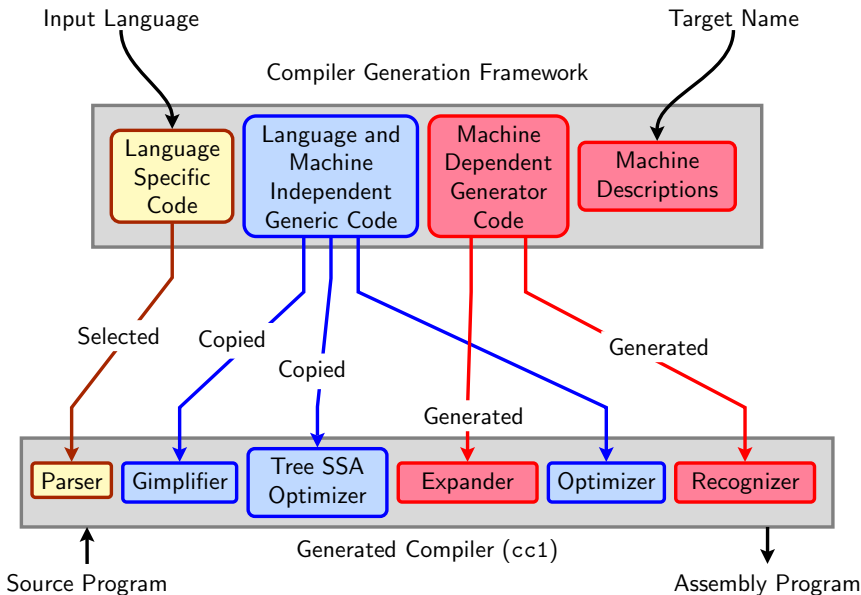 Input Language
Target Name
Compiler Generation Framework
Language
Specific
Code
Language and
Machine
Independent
Generic Code
Machine
Dependent
Generator
Code
Machine
Descriptions
Selected
Copied
Copied
Generated
Generated
Parser
Gimplifier
Tree SSA
Optimizer
Expander
Optimizer
Recognizer
Generated Compiler (cc1)
Source Program
Assembly Program